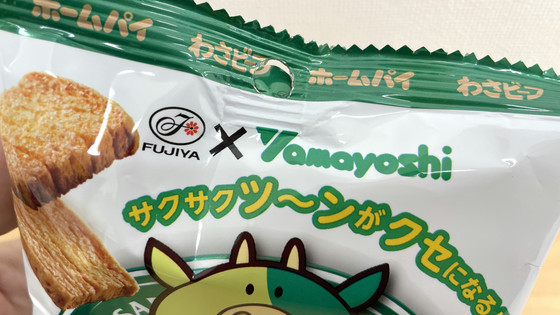 ホームパイ わさビーフ ホームパイ わさビーフ
FUJIYA × Yamayoshi
サクサクツ〜ンがクセになる
SA